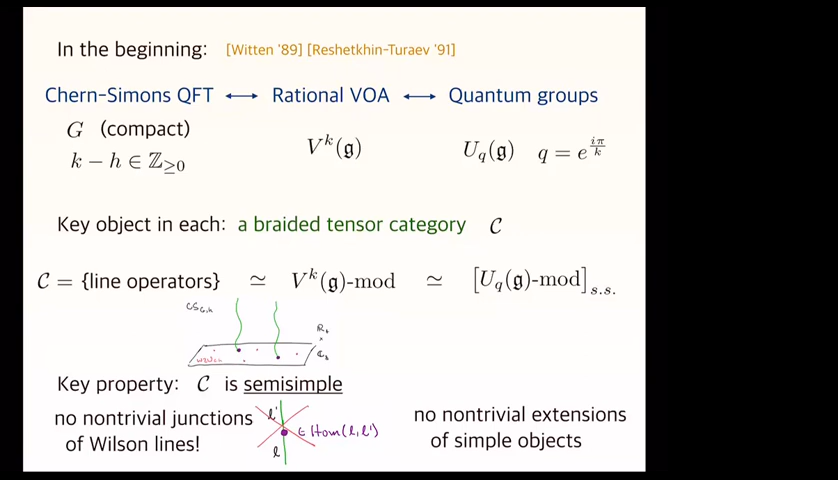 In the beginning: [Witten '89] [Reshetkhin-Turaev '91]
Chern-Simons QFT ⟷ Rational VOA ⟷ Quantum groups
G (compact)
k − h ∈ ℤ≥0
V^k(𝔤)
U_q(𝔤) q = e^{iπ/k}
Key object in each: a braided tensor category 𝒞
𝒞 = {line operators} ≃ V^k(𝔤)-mod ≃ [U_q(𝔤)-mod]_{s.s.}
CS_{G,k}
R_t
×
ℂ_z
Key property: 𝒞 is semisimple
no nontrivial junctions
of Wilson lines!
ℓ'
∈ Hom(ℓ,ℓ')
ℓ
no nontrivial extensions
of simple objects